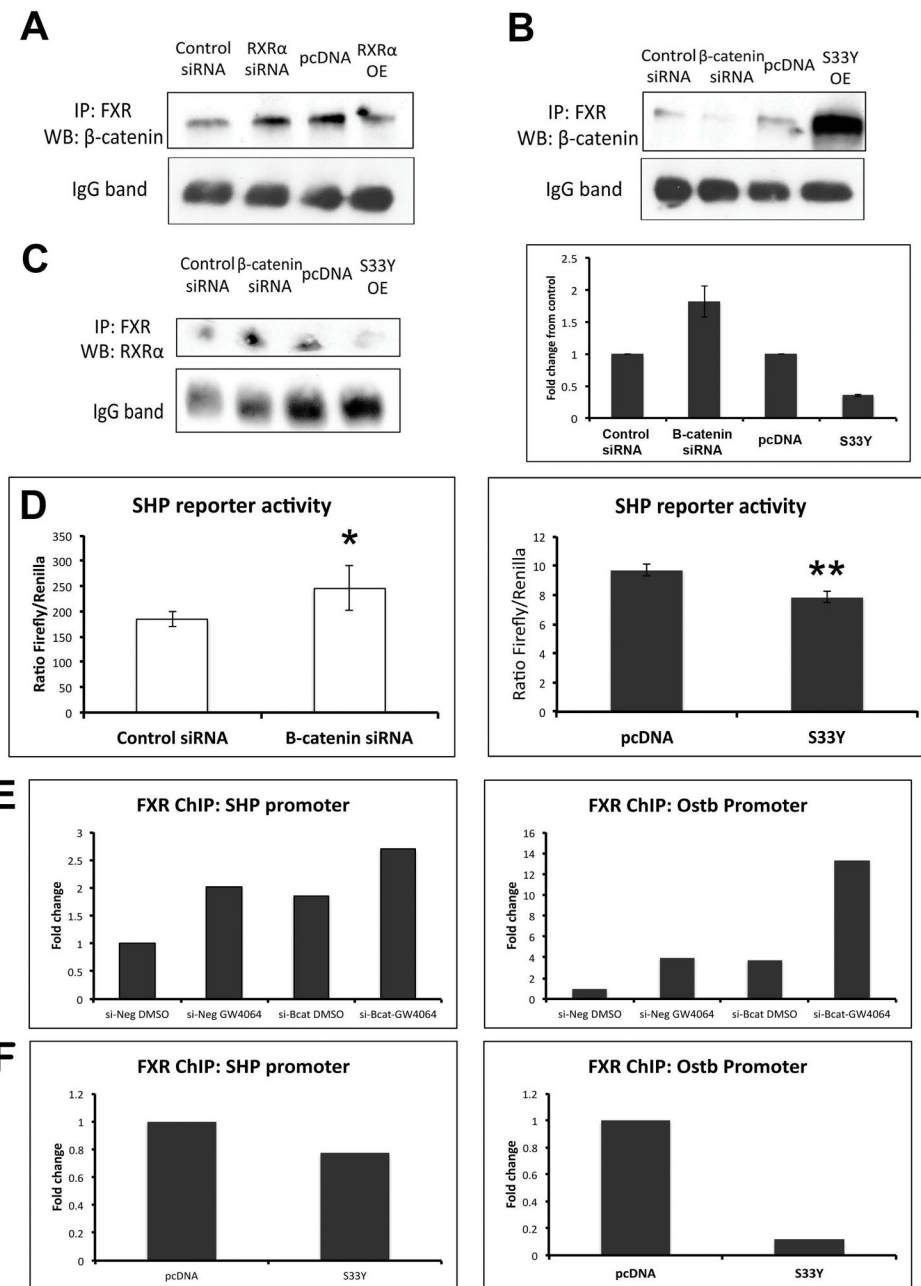 A
Control siRNA
RXRα siRNA
pcDNA
RXRα OE
IP: FXR
WB: β-catenin
IgG band
B
Control siRNA
β-catenin siRNA
pcDNA
S33Y OE
IP: FXR
WB: β-catenin
IgG band
C
Control siRNA
β-catenin siRNA
pcDNA
S33Y OE
IP: FXR
WB: RXRα
IgG band
Fold change from control
2.5
2
1.5
1
0.5
0
Control siRNA
B-catenin siRNA
pcDNA
S33Y
D
SHP reporter activity
Ratio Firefly/Renilla
350
300
250
200
150
100
50
0
*
Control siRNA
B-catenin siRNA
SHP reporter activity
Ratio Firefly/Renilla
12
10
8
6
4
2
0
**
pcDNA
S33Y
E
FXR ChIP: SHP promoter
Fold change
3
2.5
2
1.5
1
0.5
0
si-Neg DMSO
si-Neg GW4064
si-Bcat DMSO
si-Bcat-GW4064
FXR ChIP: Ostb Promoter
Fold change
16
14
12
10
8
6
4
2
0
si-Neg DMSO
si-Neg GW4064
si-Bcat DMSO
si-Bcat-GW4064
F
FXR ChIP: SHP promoter
Fold change
1.2
1
0.8
0.6
0.4
0.2
0
pcDNA
S33Y
FXR ChIP: Ostb Promoter
Fold change
1.2
1
0.8
0.6
0.4
0.2
0
pcDNA
S33Y